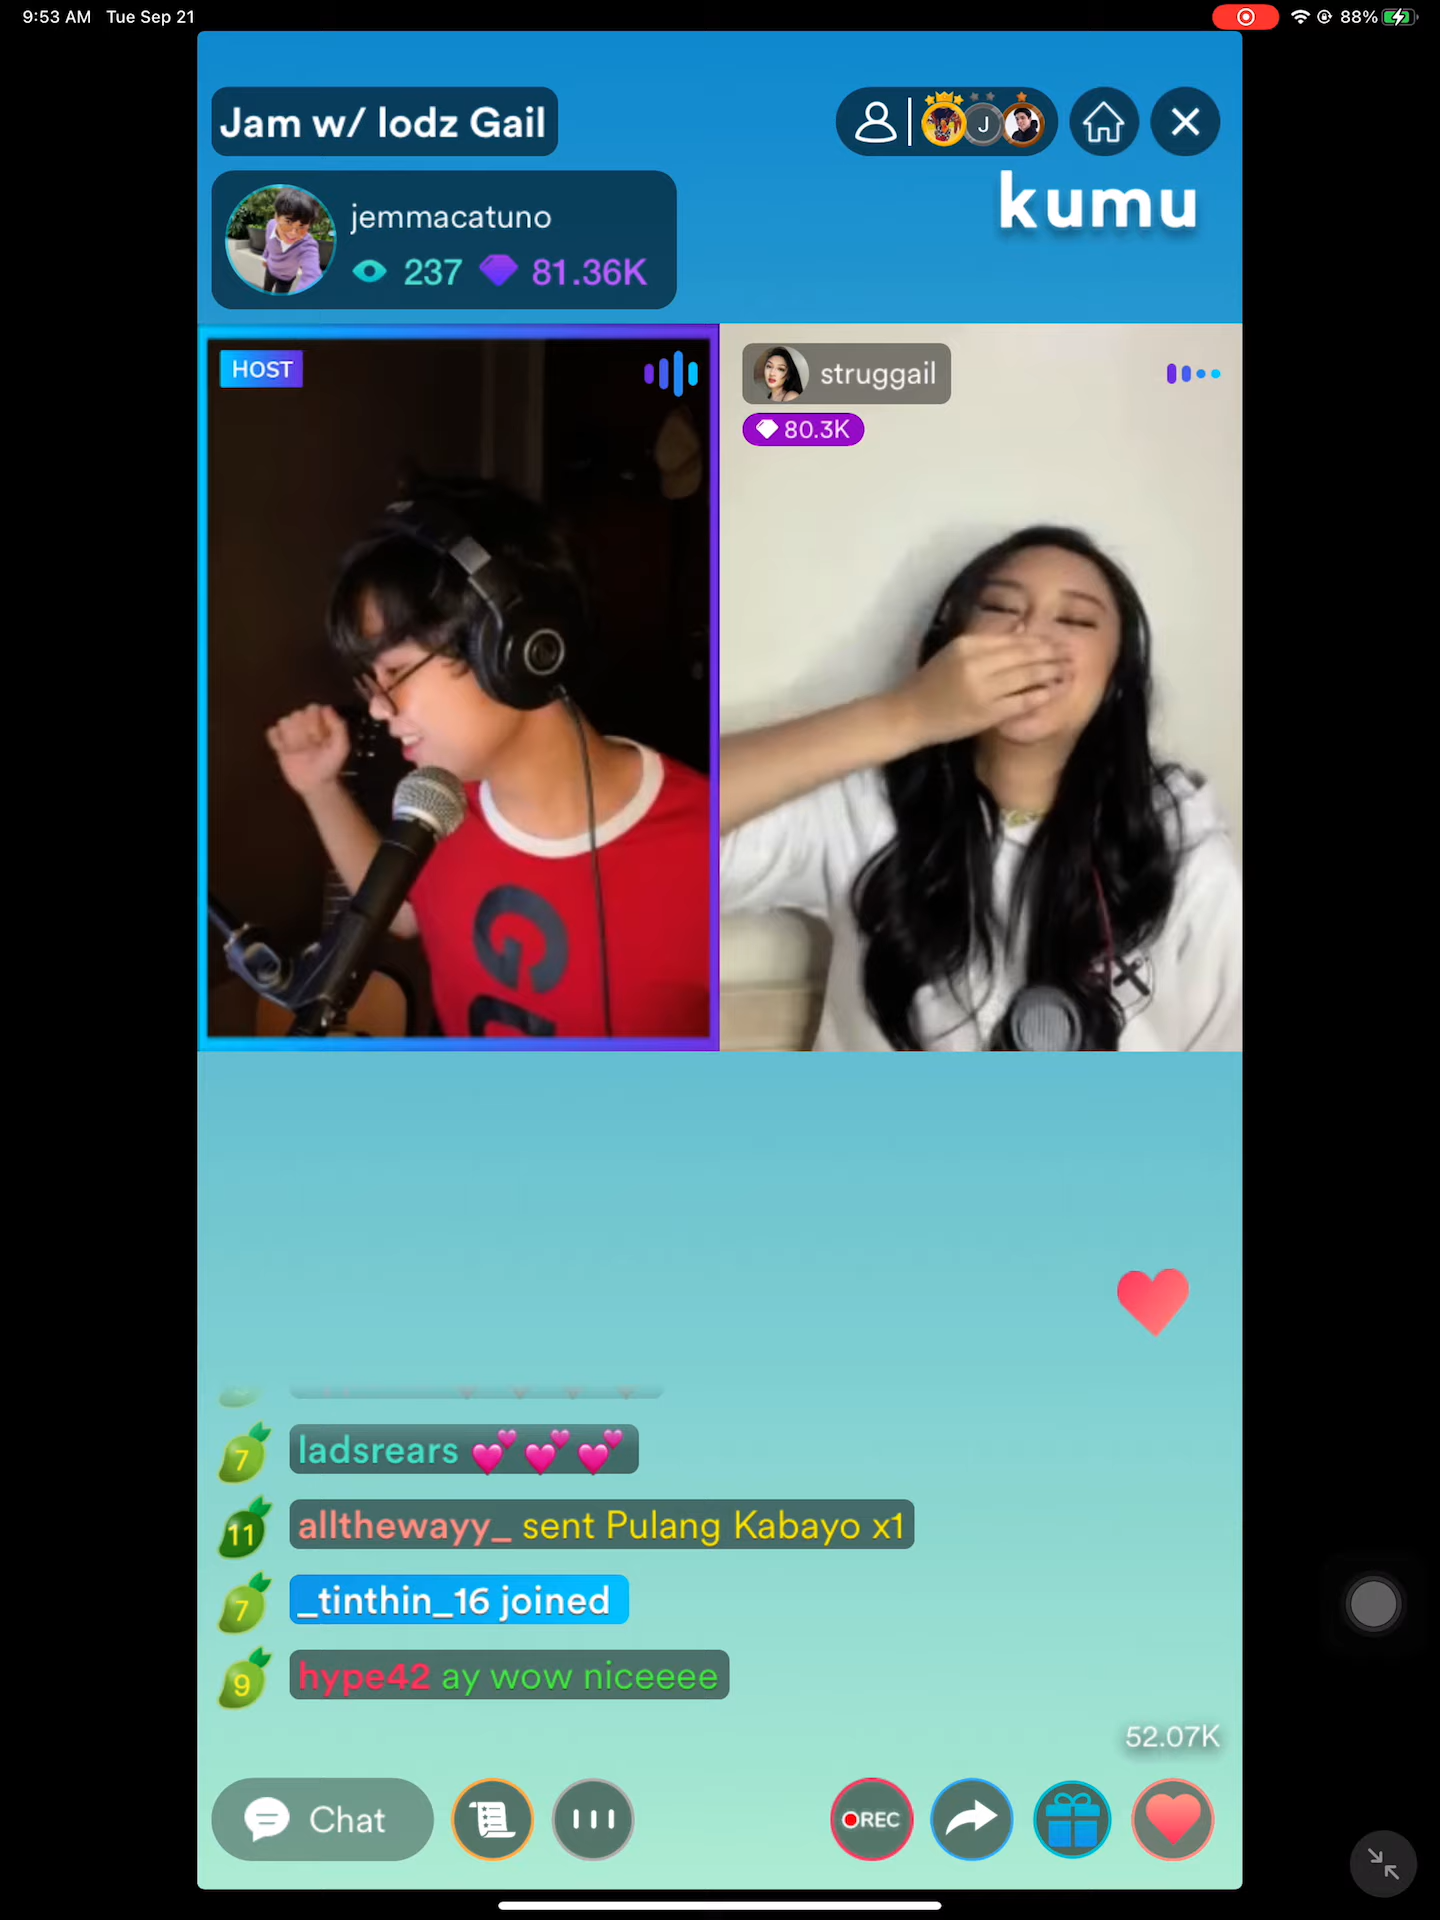 9:53 AM Tue Sep 21
88%
Jam w/ lodz Gail
J
kumu
jemmacatuno
237 81.36K
HOST
struggail
80.3K
GU
7 ladsrears 💕 💕 💕
11 allthewayy_ sent Pulang Kabayo x1
7 _tinthin_16 joined
9 hype42 ay wow niceeee
52.07K
Chat
REC